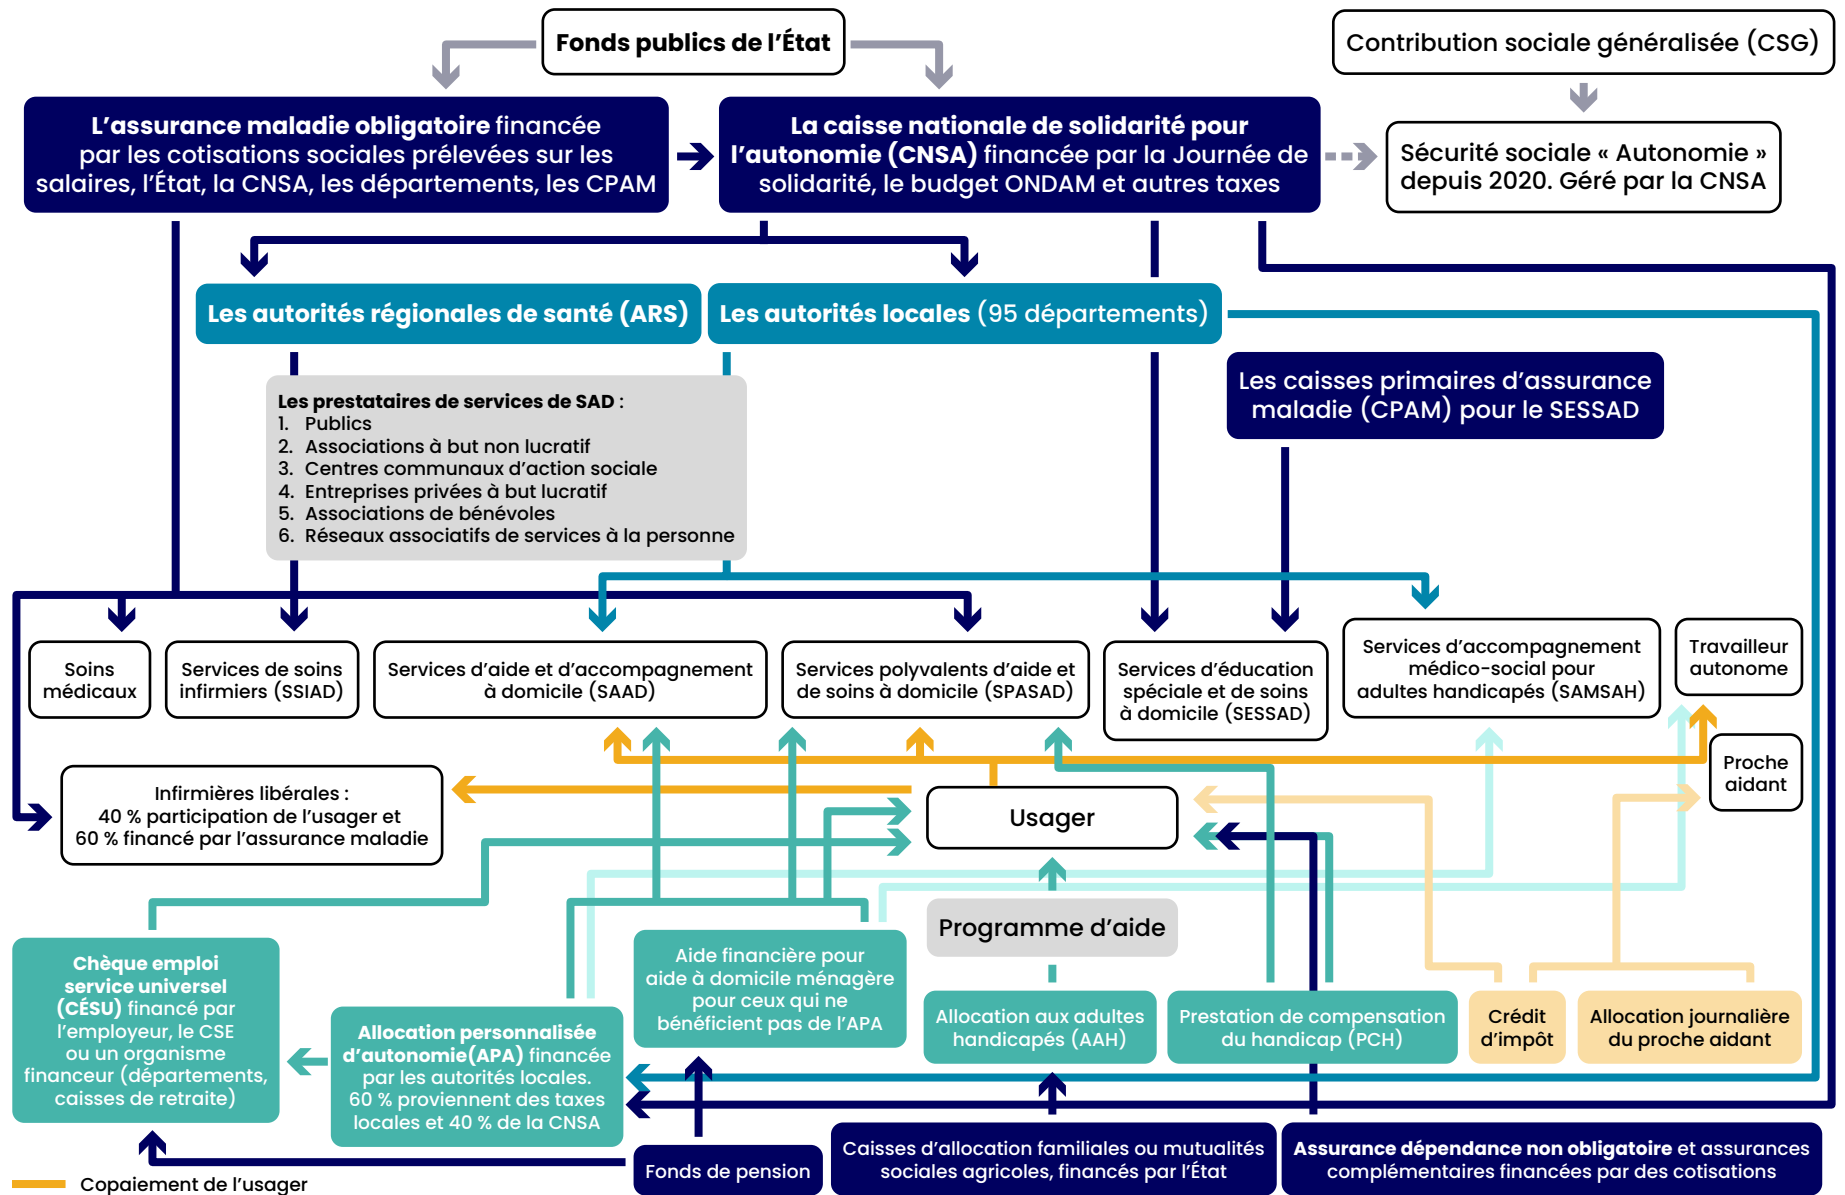 Fonds publics de l’État
Contribution sociale généralisée (CSG)
L’assurance maladie obligatoire financée
par les cotisations sociales prélevées sur les
salaires, l’État, la CNSA, les départements, les CPAM
La caisse nationale de solidarité pour
l’autonomie (CNSA) financée par la Journée de
solidarité, le budget ONDAM et autres taxes
Sécurité sociale « Autonomie »
depuis 2020. Géré par la CNSA
Les autorités régionales de santé (ARS)
Les autorités locales (95 départements)
Les caisses primaires d’assurance
maladie (CPAM) pour le SESSAD
Les prestataires de services de SAD :
1. Publics
2. Associations à but non lucratif
3. Centres communaux d’action sociale
4. Entreprises privées à but lucratif
5. Associations de bénévoles
6. Réseaux associatifs de services à la personne
Soins
médicaux
Services de soins
infirmiers (SSIAD)
Services d’aide et d’accompagnement
à domicile (SAAD)
Services polyvalents d’aide et
de soins à domicile (SPASAD)
Services d’éducation
spéciale et de soins
à domicile (SESSAD)
Services d’accompagnement
médico-social pour
adultes handicapés (SAMSAH)
Travailleur
autonome
Proche
aidant
Infirmières libérales :
40 % participation de l’usager et
60 % financé par l’assurance maladie
Usager
Programme d’aide
Chèque emploi
service universel
(CÉSU) financé par
l’employeur, le CSE
ou un organisme
financeur (départements,
caisses de retraite)
Allocation personnalisée
d’autonomie(APA) financée
par les autorités locales.
60 % proviennent des taxes
locales et 40 % de la CNSA
Aide financière pour
aide à domicile ménagère
pour ceux qui ne
bénéficient pas de l’APA
Allocation aux adultes
handicapés (AAH)
Prestation de compensation
du handicap (PCH)
Crédit
d’impôt
Allocation journalière
du proche aidant
Fonds de pension
Caisses d’allocation familiales ou mutualités
sociales agricoles, financés par l’État
Assurance dépendance non obligatoire et assurances
complémentaires financées par des cotisations
Copaiement de l’usager